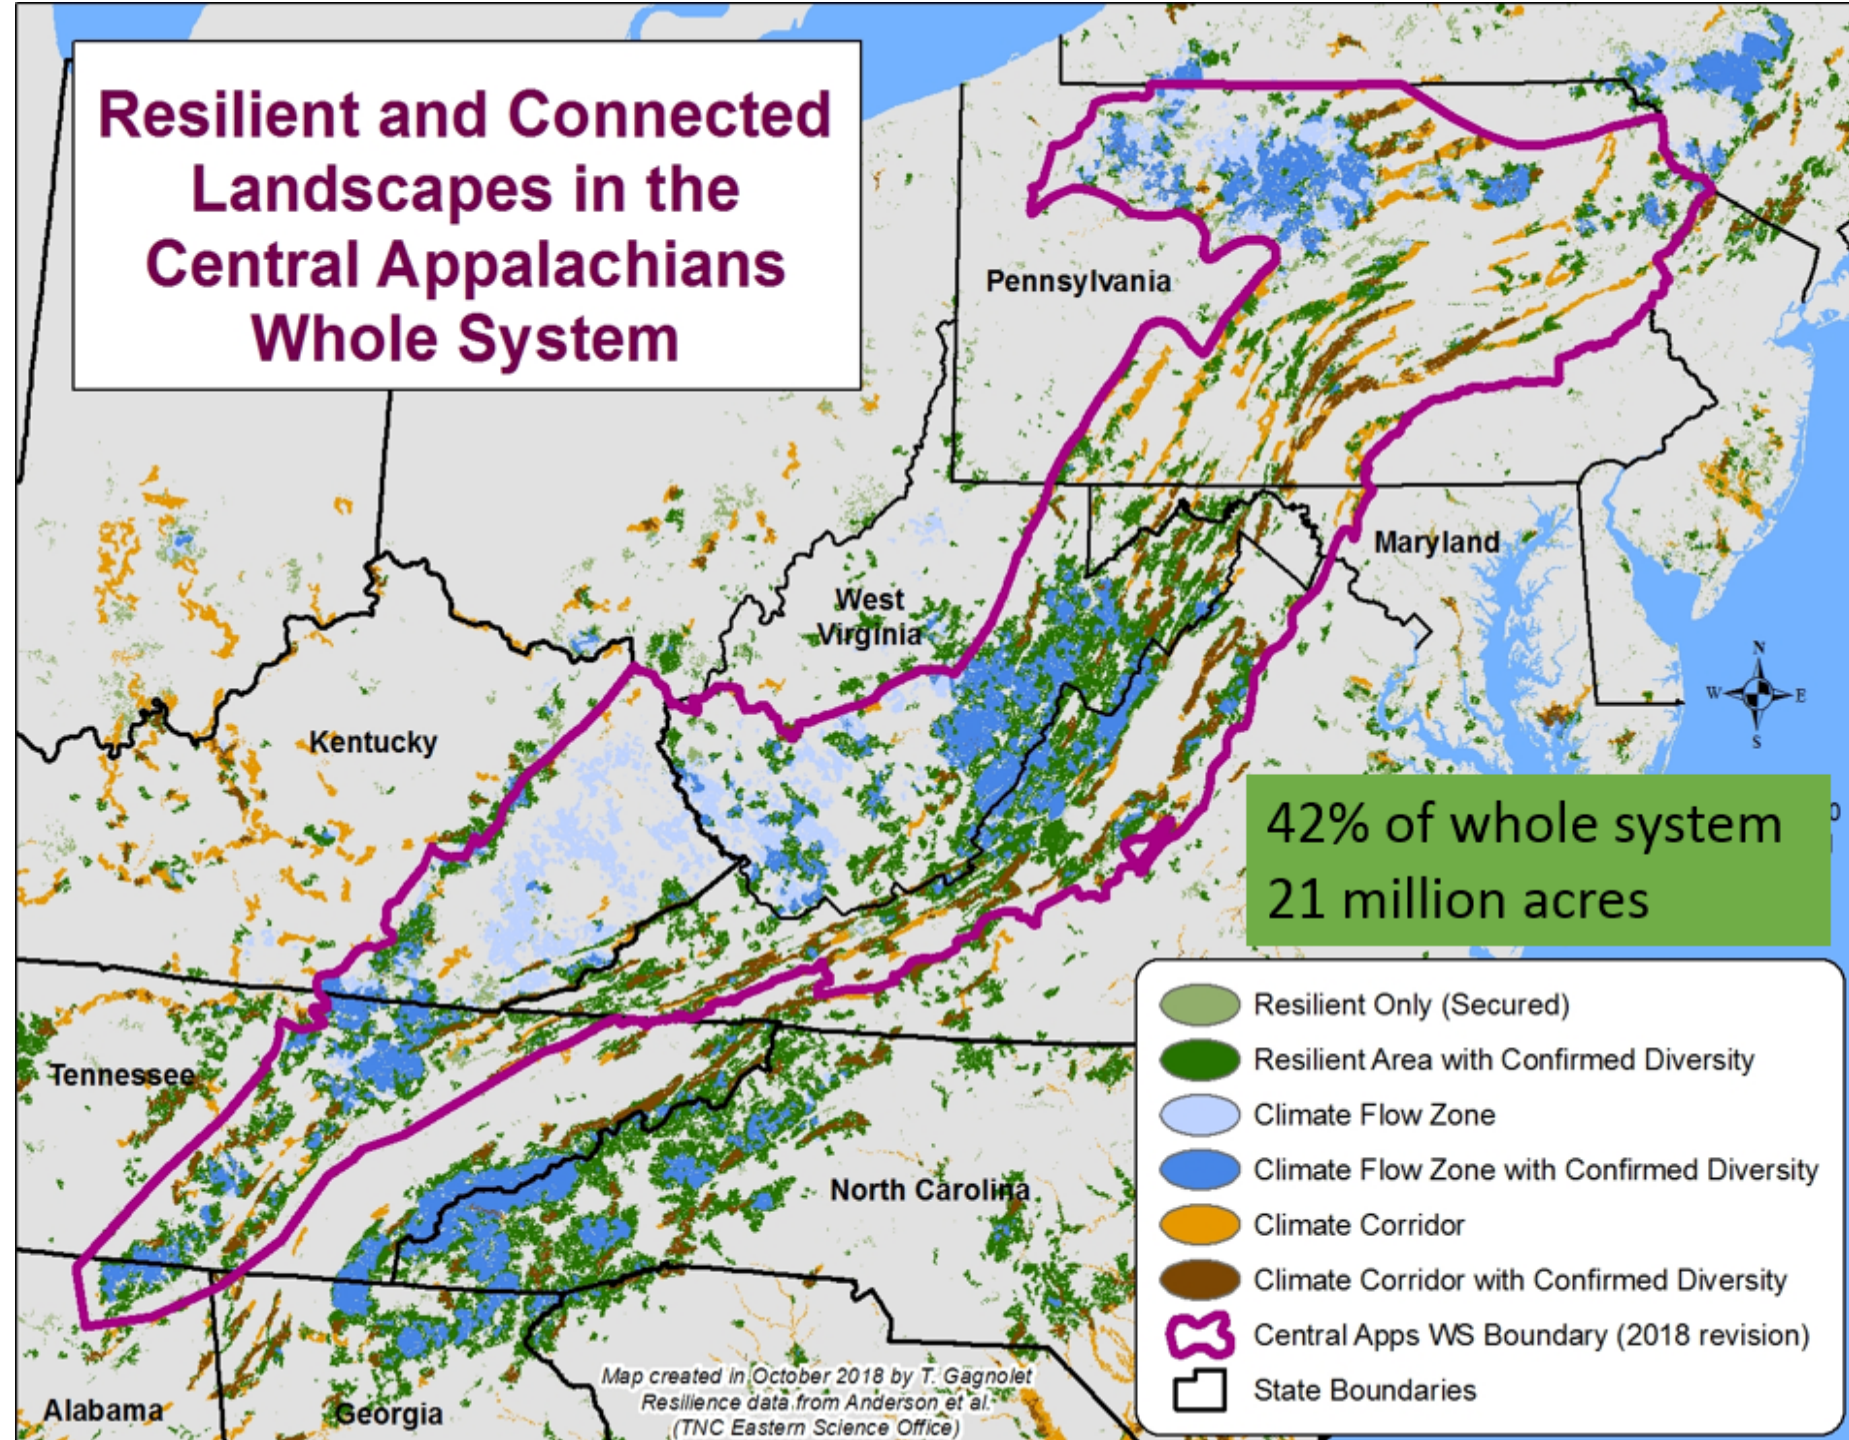 Resilient and Connected
Landscapes in the
Central Appalachians
Whole System
Pennsylvania
Maryland
West
Virginia
Kentucky
N
W
E
S
42% of whole system
21 million acres
0
Tennessee
North Carolina
Alabama
Georgia
Resilient Only (Secured)
Resilient Area with Confirmed Diversity
Climate Flow Zone
Climate Flow Zone with Confirmed Diversity
Climate Corridor
Climate Corridor with Confirmed Diversity
Central Apps WS Boundary (2018 revision)
State Boundaries
Map created in October 2018 by T. Gagnolet
Resilience data from Anderson et al.
(TNC Eastern Science Office)